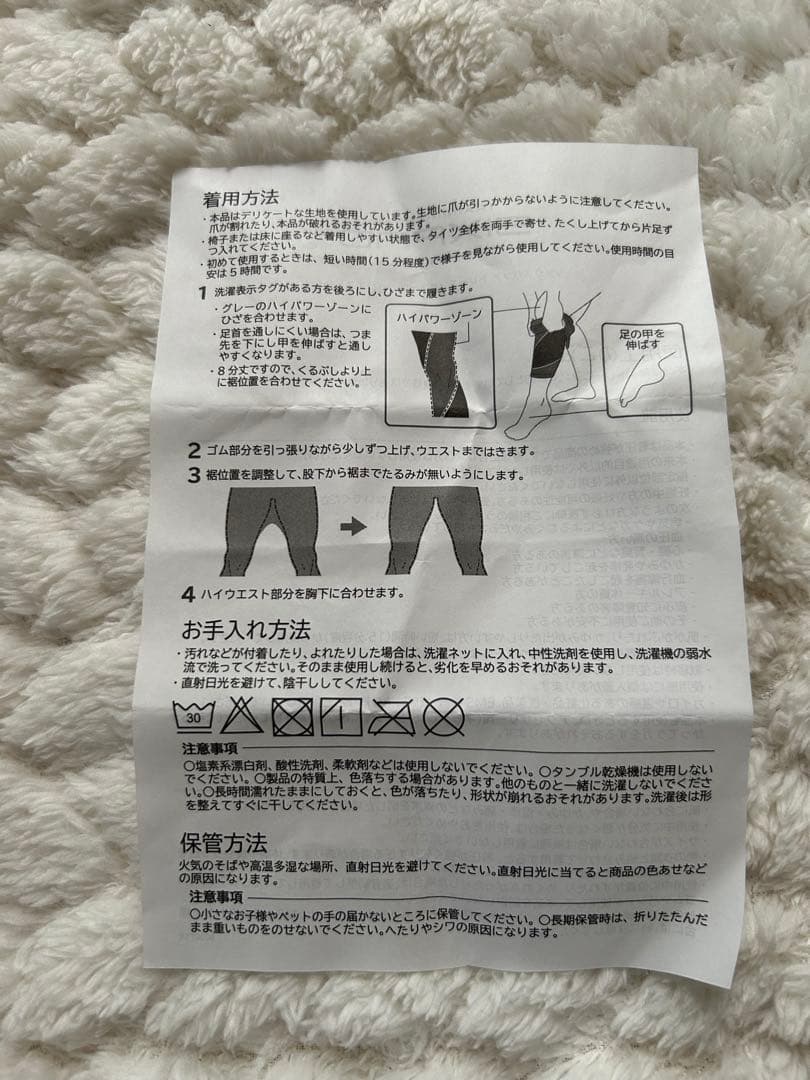 着用方法
・本品はデリケートな生地を使用しています。生地に爪が引っかからないように注意してください。
爪が割れたり、本品が破れるおそれがあります。
・椅子または床に座るなど着用しやすい状態で、タイツ全体を両手で寄せ、たくし上げてから片足ず
つ入れてください。
・初めて使用するときは、短い時間(15分程度)で様子を見ながら使用してください。使用時間の目
安は5時間です。
1 洗濯表示タグがある方を後ろにし、ひざまで履きます。
・グレーのハイパワーゾーンに
ひざを合わせます。
・足首を通しにくい場合は、つま
先を下にし甲を伸ばすと通し
やすくなります。
・8分丈ですので、くるぶしより上
に裾位置を合わせてください。
ハイパワーゾーン
足の甲を
伸ばす
2 ゴム部分を引っ張りながら少しずつ上げ、ウエストまではきます。
3 裾位置を調整して、股下から裾までたるみが無いようにします。
4 ハイウエスト部分を胸下に合わせます。
お手入れ方法
・汚れなどが付着したり、よれたりした場合は、洗濯ネットに入れ、中性洗剤を使用し、洗濯機の弱水
流で洗ってください。そのまま使用し続けると、劣化を早めるおそれがあります。
・直射日光を避けて、陰干ししてください。
30
注意事項
〇塩素系漂白剤、酸性洗剤、柔軟剤などは使用しないでください。〇タンブル乾燥機は使用しない
でください。〇製品の特質上、色落ちする場合があります。他のものと一緒に洗濯しないでくださ
い。〇長時間濡れたままにしておくと、色が落ちたり、形状が崩れるおそれがあります。洗濯後は形
を整えてすぐに干してください。
保管方法
火気のそばや高温多湿な場所、直射日光を避けてください。直射日光に当てると商品の色あせなど
の原因になります。
注意事項
〇小さなお子様やペットの手の届かないところに保管してください。〇長期保管時は、折りたたんだ
まま重いものをのせないでください。へたりやシワの原因になります。